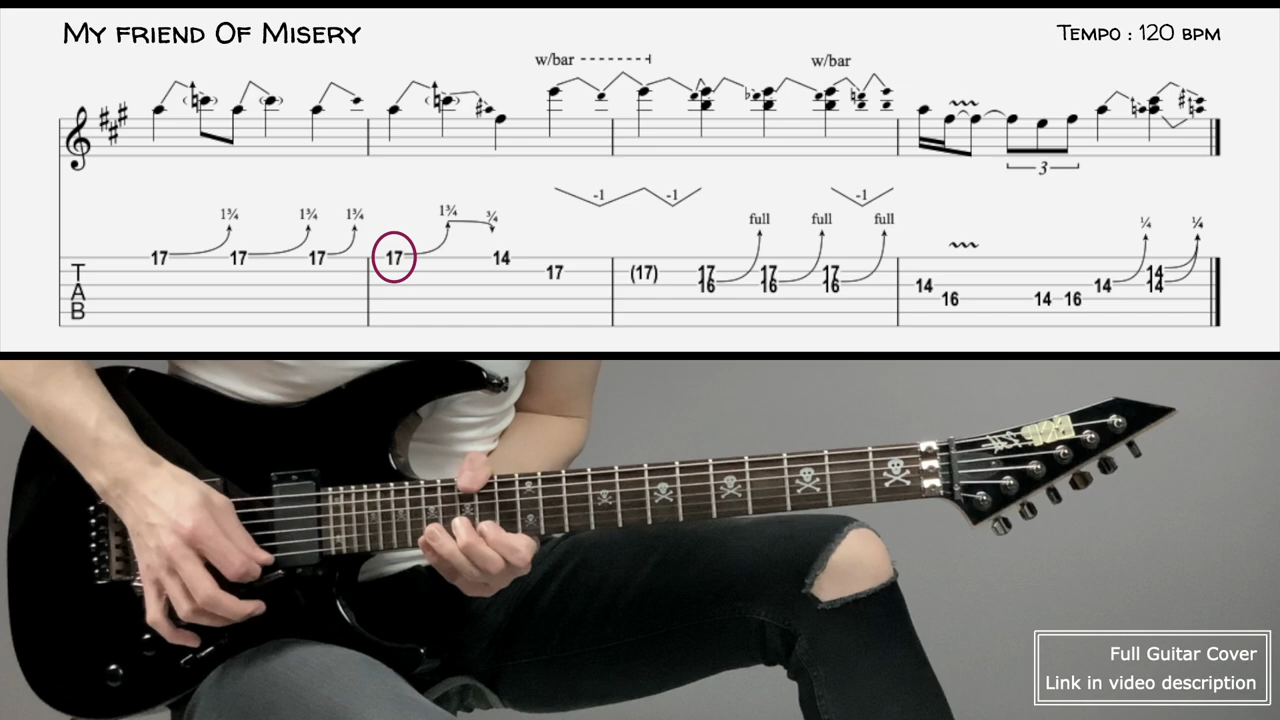 My friend Of Misery
Tempo : 120 bpm
w/bar
w/bar
3
-1 -1 -1
1¾ 1¾ 1¾ 1¾ ¾ full full full ¼ ¼
T
A
B
17 17 17 17 14
17 (17) 17 17 17 14
16 16 16 14 14 14
16 14 16
Full Guitar Cover
Link in video description